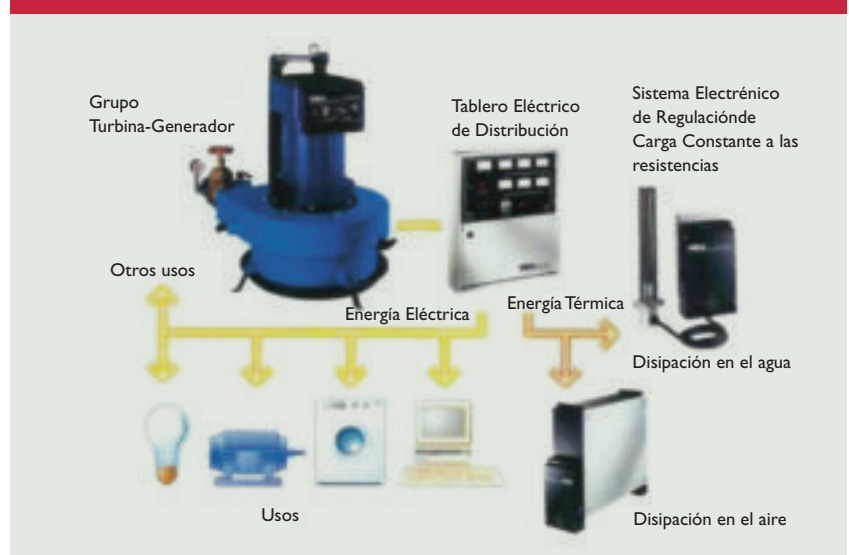 Grupo
Turbina-Generador
Tablero Eléctrico
de Distribución
Sistema Electrénico
de Regulaciónde
Carga Constante a las
resistencias
Otros usos
Energía Eléctrica
Energía Térmica
Disipación en el agua
Usos
Disipación en el aire